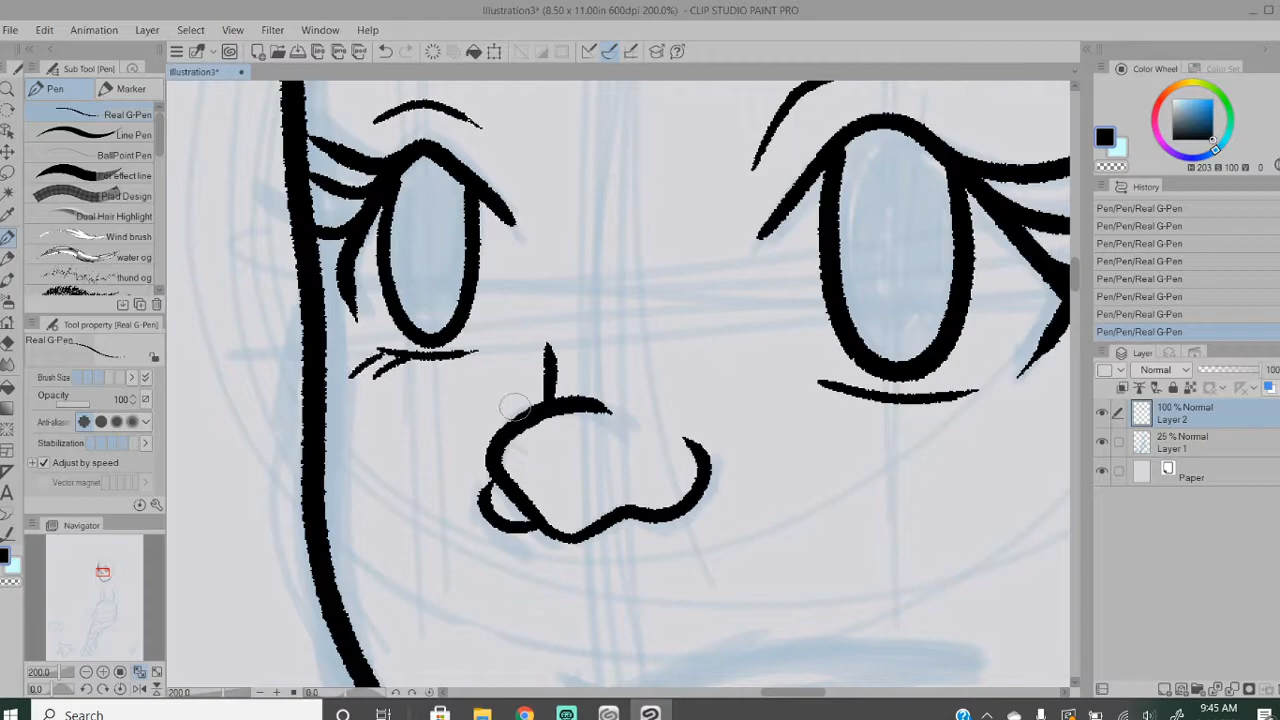 Illustration3* (8.50 x 11.00in 600dpi 200.0%) - CLIP STUDIO PAINT PRO
File Edit Animation Layer Select View Filter Window Help
Sub Tool [Pen]
Illustration3*
Color Wheel
Color Set
Pen
Marker
Real G-Pen
Line Pen
BallPoint Pen
For effect line
Plaid Design
Dual Hair Highlight
Wind brush
water og
thund og
H 203 S 100 V 0
History
Pen/Pen/Real G-Pen
Pen/Pen/Real G-Pen
Pen/Pen/Real G-Pen
Pen/Pen/Real G-Pen
Pen/Pen/Real G-Pen
Pen/Pen/Real G-Pen
Pen/Pen/Real G-Pen
Pen/Pen/Real G-Pen
Tool property [Real G-Pen]
Real G-Pen
Brush Size
Opacity 100
Anti-alias
Stabilization
Adjust by speed
Vector magnet
Layer
Normal 100
100 % Normal
Layer 2
25 % Normal
Layer 1
Paper
Navigator
200.0
0.0
200.0
0.0
Search
9:45 AM